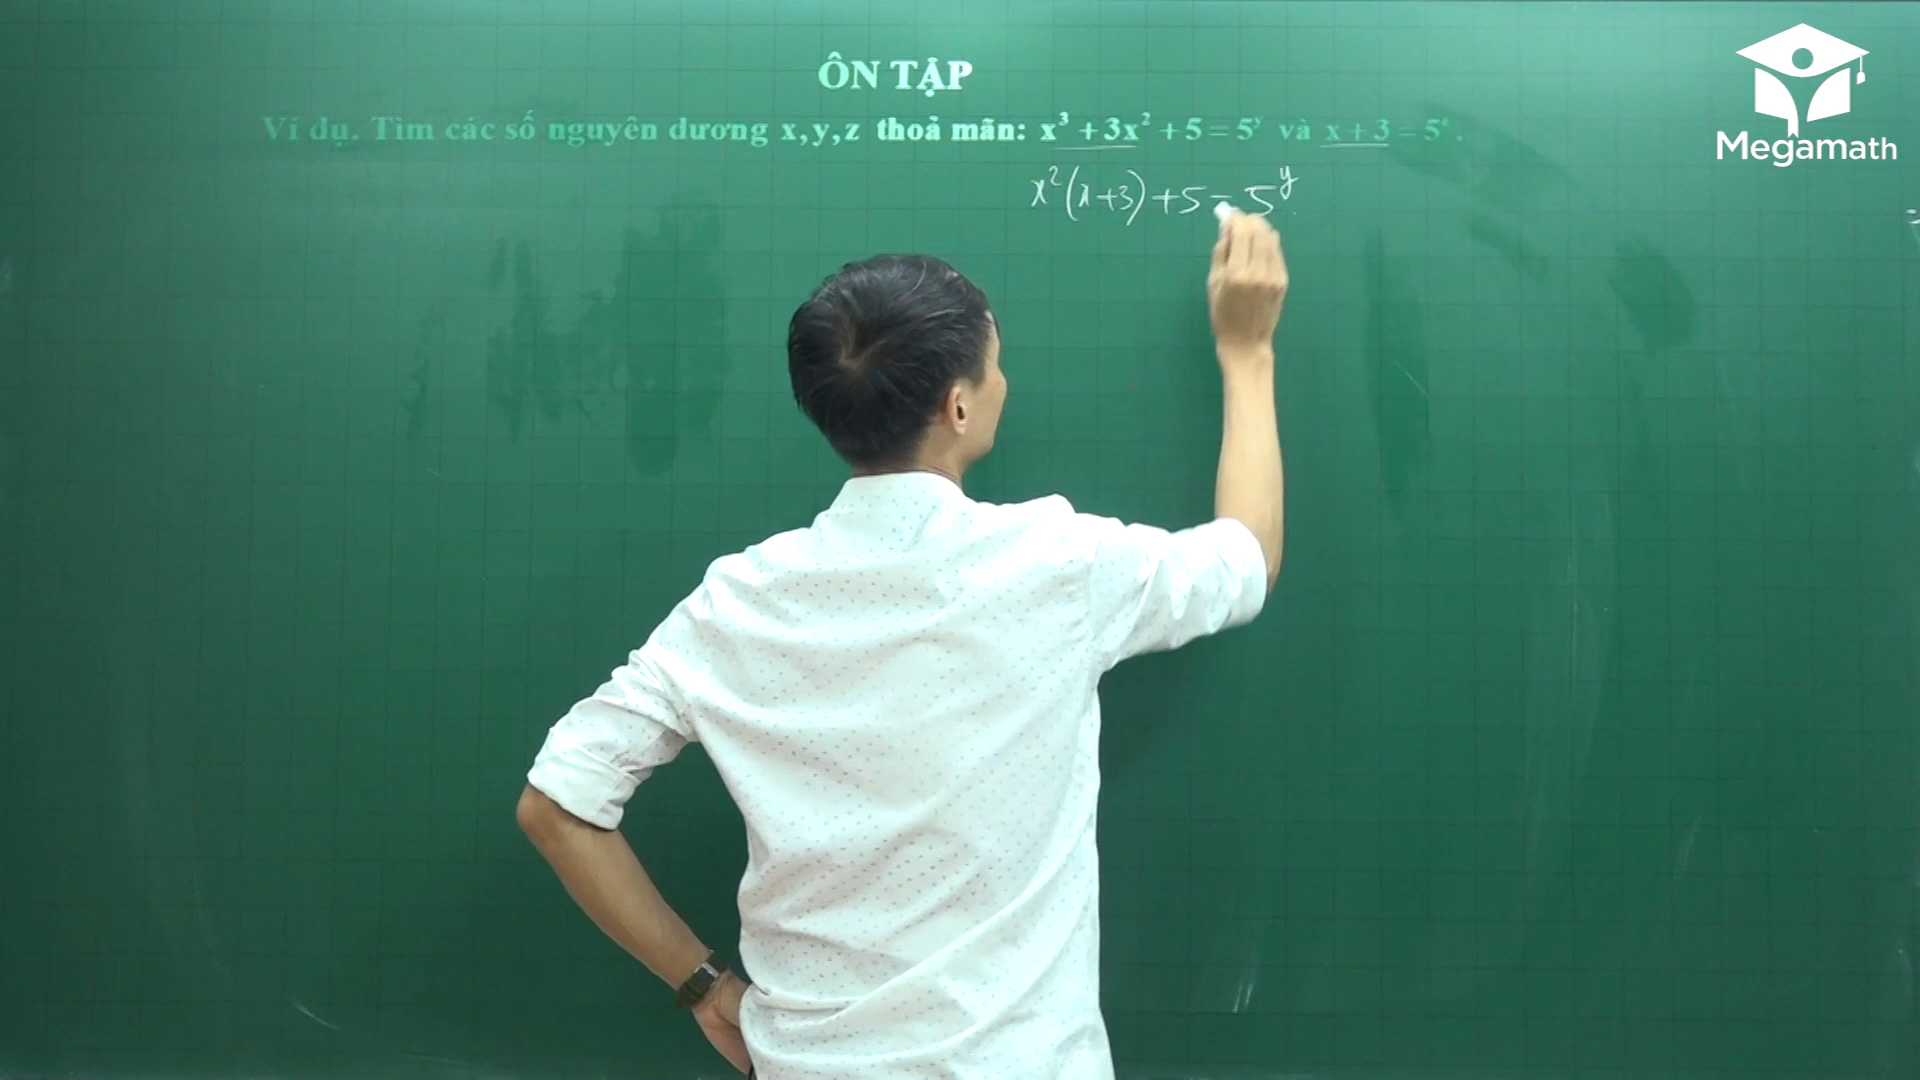 ÔN TẬP
Ví dụ. Tìm các số nguyên dương x, y, z thoả mãn: x³ + 3x² + 5 = 5ʸ và x + 3 = 5ᶻ.
x²(x+3) + 5 = 5ʸ
Megamath